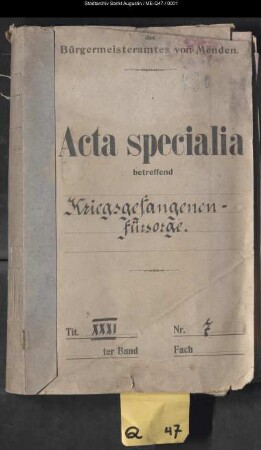 Stadtarchiv Sankt Augustin / ME-Q47 / 0001
des
Bürgermeisteramtes von Menden.
Acta specialia
betreffend
Kriegsgefangenen-
fürsorge.
Tit. XXXI Nr. 7
ter Band Fach
Q 47